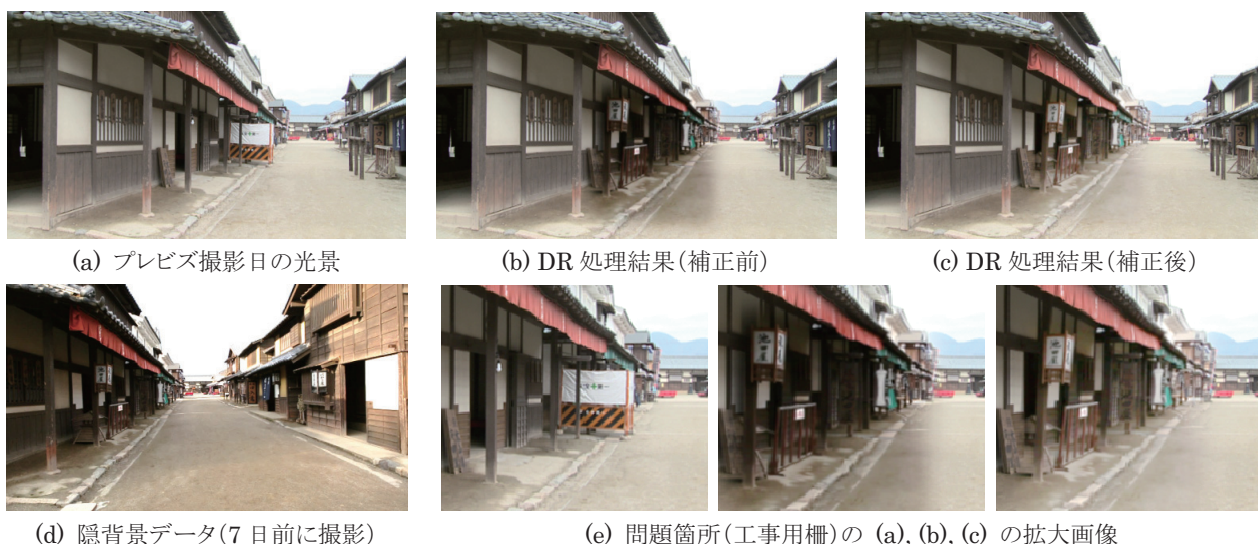 (a) プレビズ撮影日の光景
(b) DR 処理結果(補正前)
(c) DR 処理結果(補正後)
(d) 隠背景データ(7 日前に撮影)
(e) 問題箇所(工事用柵)の (a), (b), (c) の拡大画像